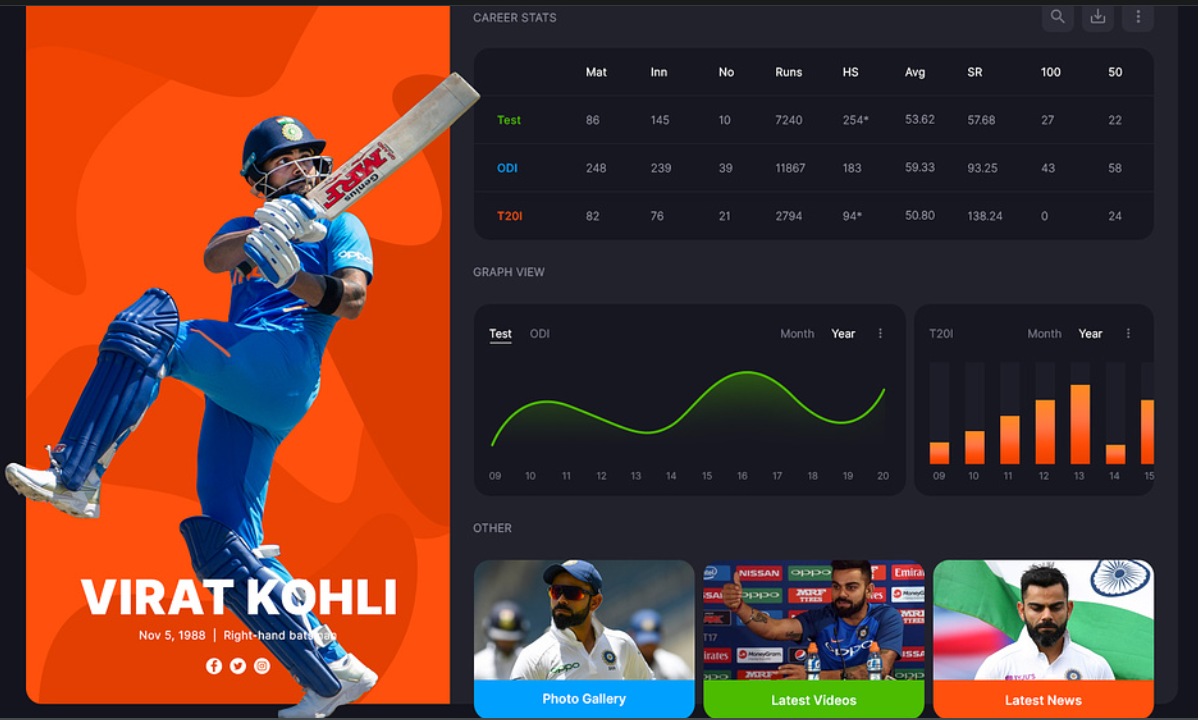 CAREER STATS
Mat Inn No Runs HS Avg SR 100 50
Test 86 145 10 7240 254* 53.62 57.68 27 22
ODI 248 239 39 11867 183 59.33 93.25 43 58
T20I 82 76 21 2794 94* 50.80 138.24 0 24
GRAPH VIEW
Test ODI Month Year
09 10 11 12 13 14 15 16 17 18 19 20
T20I Month Year
09 10 11 12 13 14 15
OTHER
Photo Gallery
Latest Videos
Latest News
VIRAT KOHLI
Nov 5, 1988 | Right-hand batsman
MRF
Genius
oppo
oppo
NISSAN
oppo
MRF
TYRES
MoneyGram
oppo